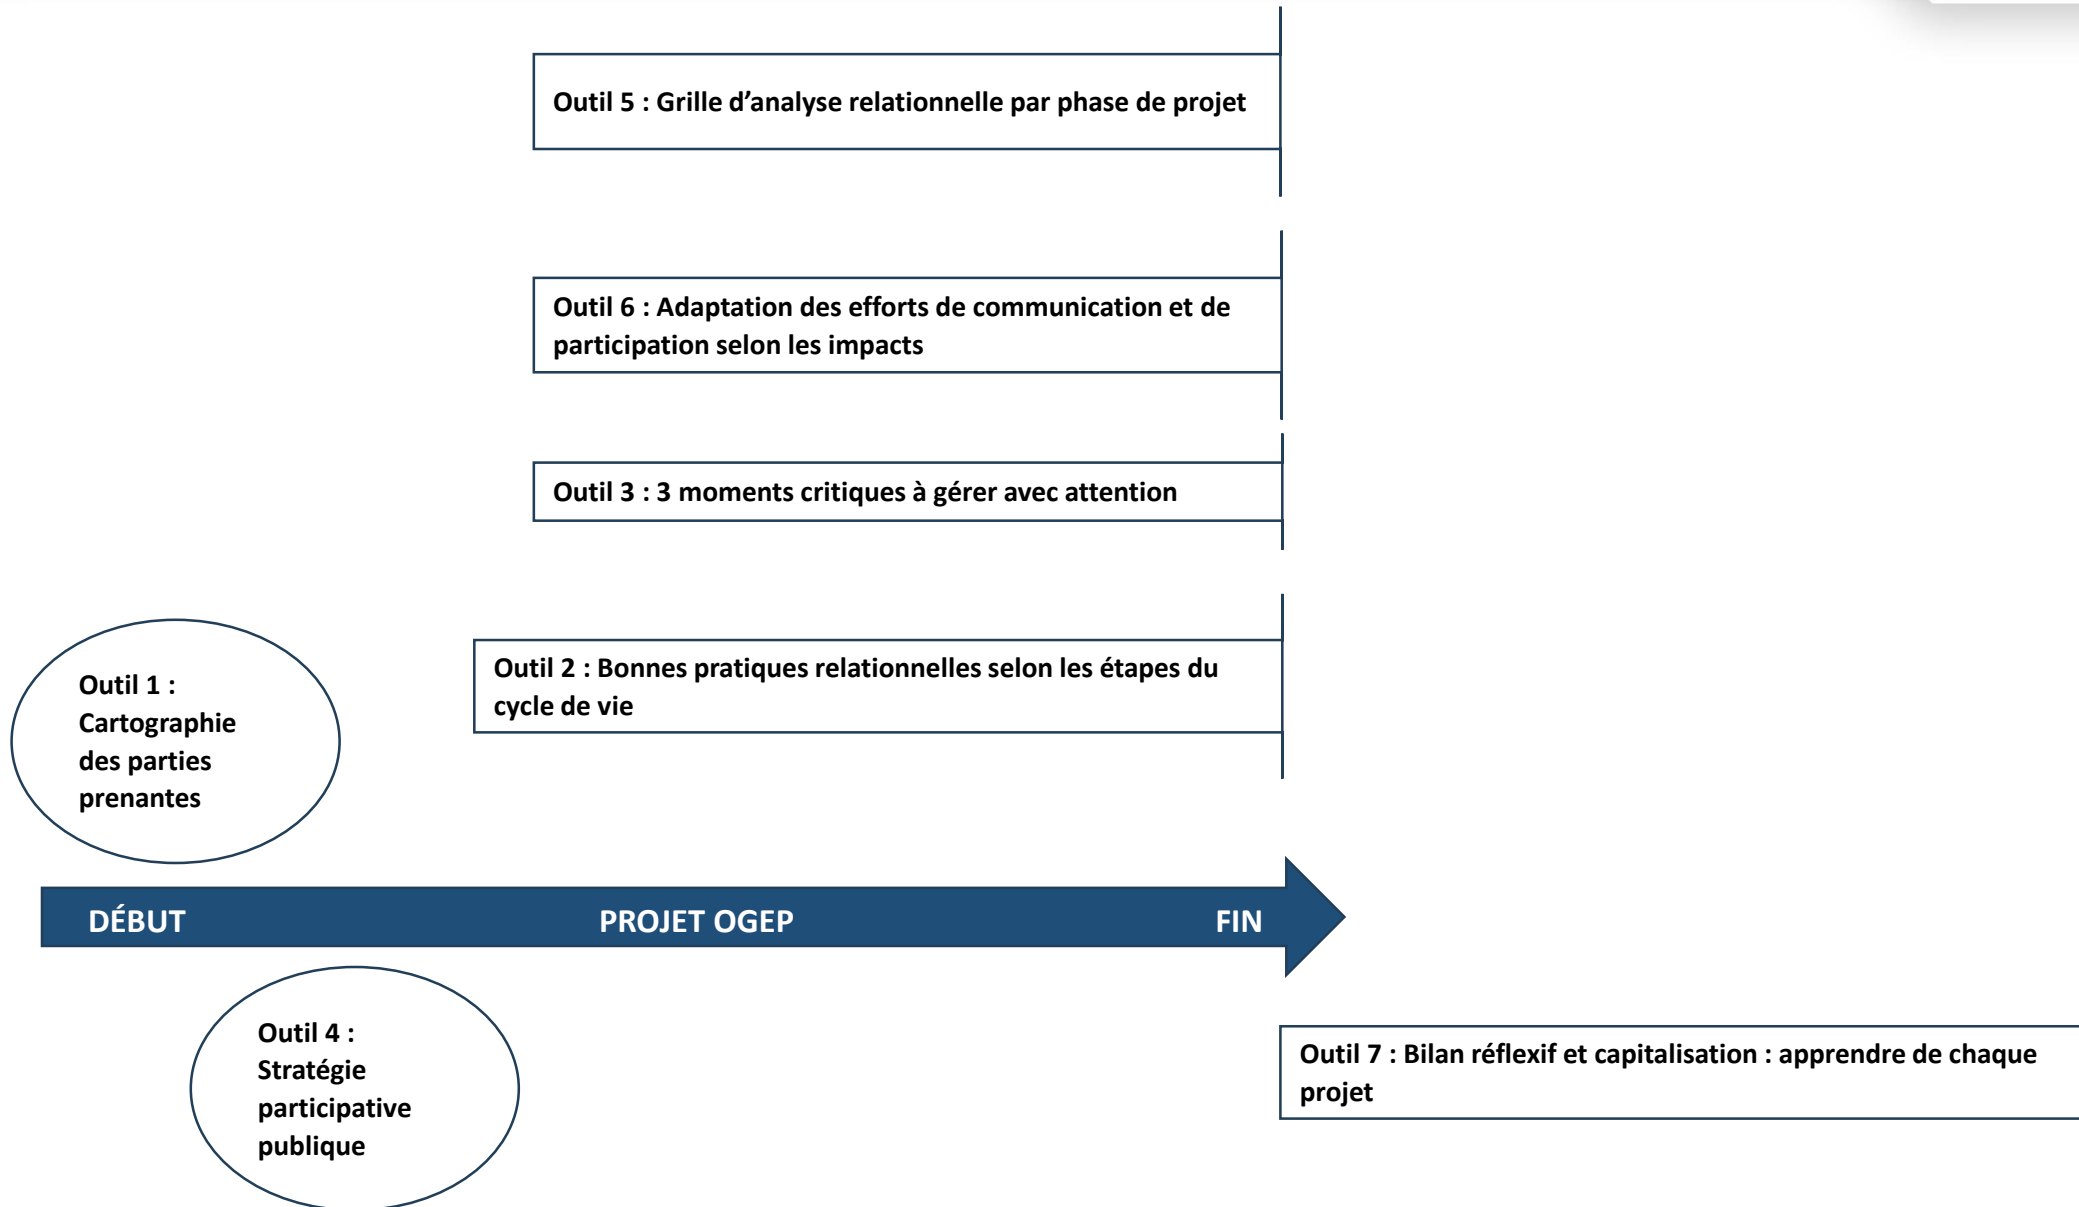 Outil 5 : Grille d’analyse relationnelle par phase de projet
Outil 6 : Adaptation des efforts de communication et de
participation selon les impacts
Outil 3 : 3 moments critiques à gérer avec attention
Outil 1 :
Cartographie
des parties
prenantes
Outil 2 : Bonnes pratiques relationnelles selon les étapes du
cycle de vie
DÉBUT
PROJET OGEP
FIN
Outil 4 :
Stratégie
participative
publique
Outil 7 : Bilan réflexif et capitalisation : apprendre de chaque
projet